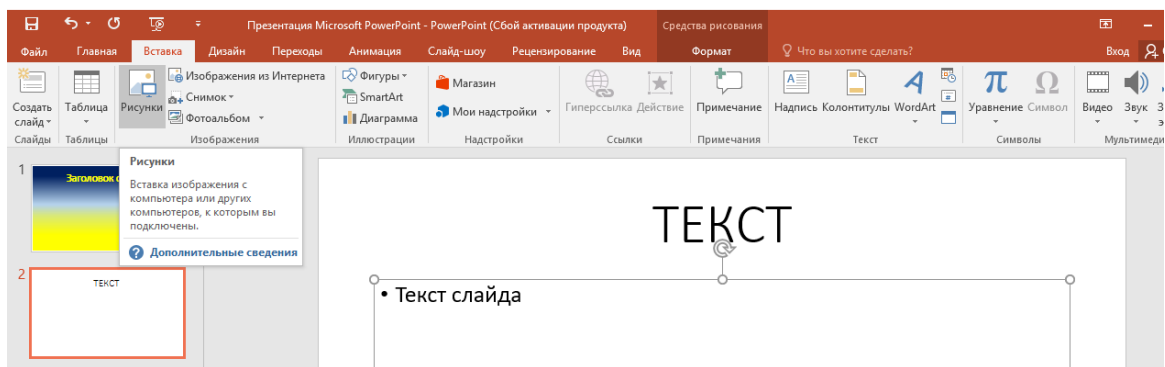 Презентация Microsoft PowerPoint - PowerPoint (Сбой активации продукта)
Средства рисования
Файл Главная Вставка Дизайн Переходы Анимация Слайд-шоу Рецензирование Вид Формат Что вы хотите сделать? Вход
Создать слайд
Таблица
Рисунки
Изображения из Интернета
Снимок
Фотоальбом
Фигуры
SmartArt
Диаграмма
Магазин
Мои надстройки
Гиперссылка Действие
Примечание
Надпись Колонтитулы WordArt
Уравнение Символ
Видео Звук
Слайды Таблицы Изображения Иллюстрации Надстройки Ссылки Примечания Текст Символы
Рисунки
Вставка изображения с
компьютера или других
компьютеров, к которым вы
подключены.
Дополнительные сведения
1
Заголовок
2
ТЕКСТ
ТЕКСТ
• Текст слайда